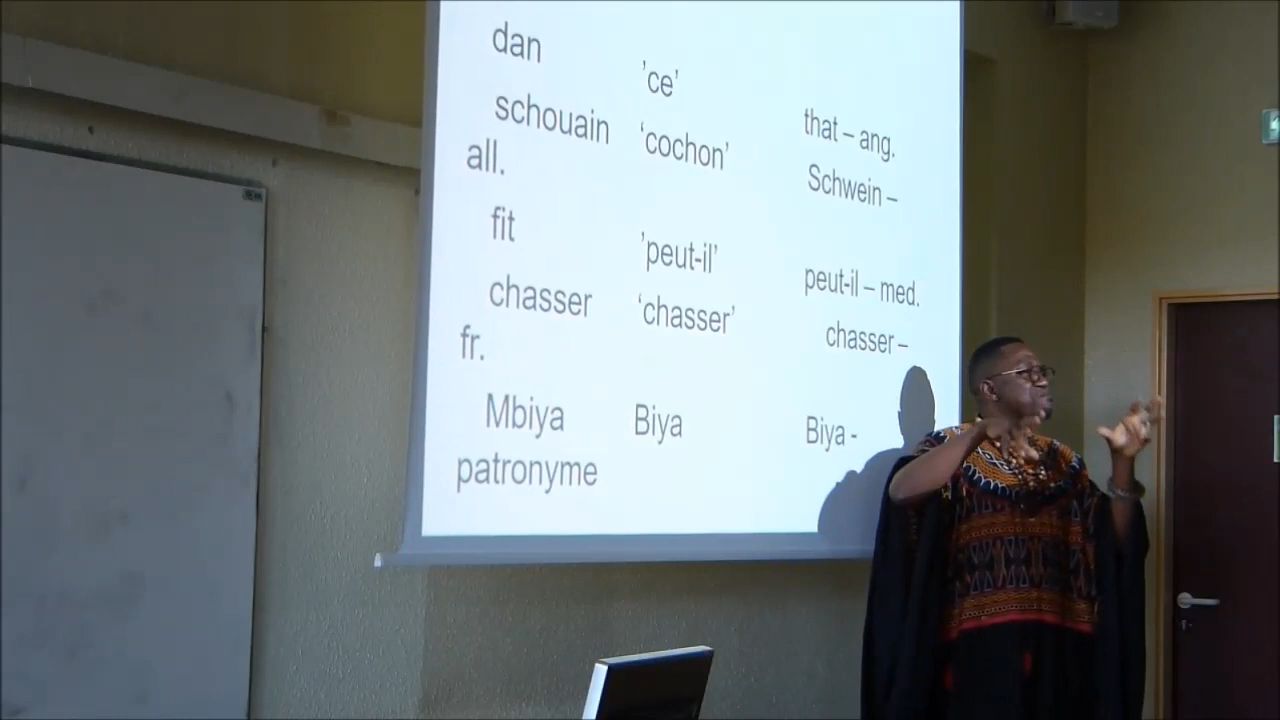 dan 'ce' that – ang.
schouain 'cochon' Schwein –
all.
fit 'peut-il' peut-il – med.
chasser 'chasser' chasser –
fr.
Mbiya Biya Biya -
patronyme